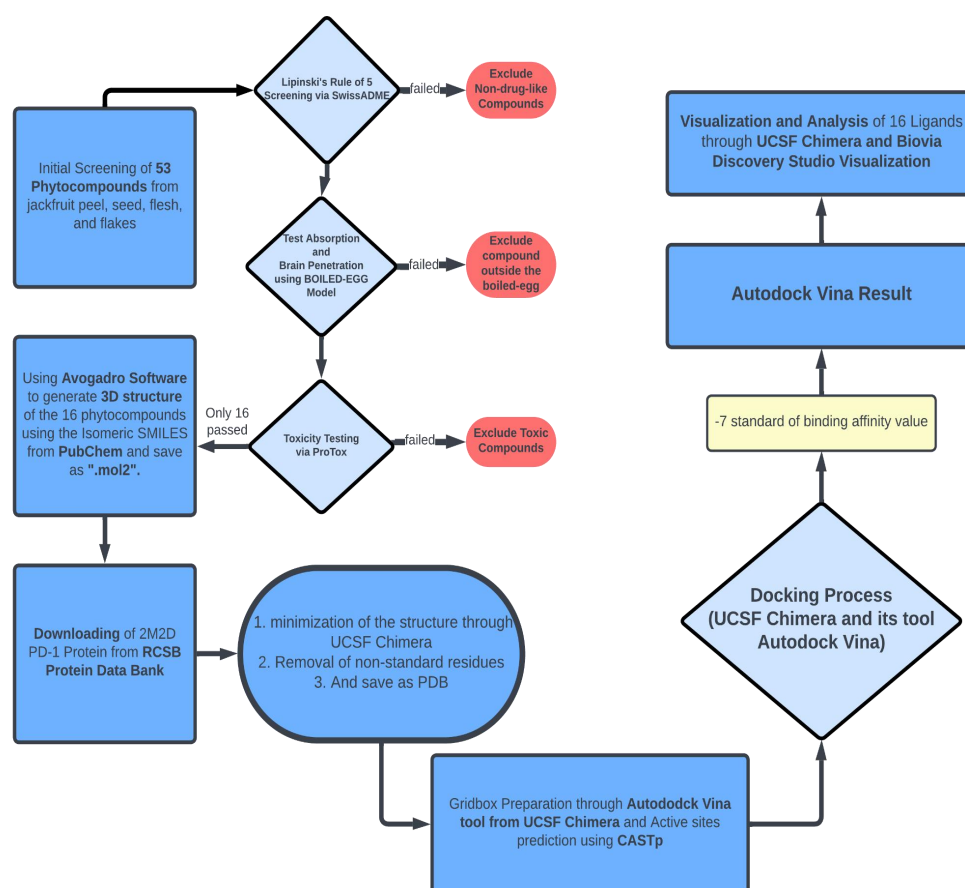 Initial Screening of 53
Phytocompounds from
jackfruit peel, seed, flesh,
and flakes
Lipinski's Rule of 5
Screening via SwissADME
failed
Exclude
Non-drug-like
Compounds
Test Absorption
and
Brain Penetration
using BOILED-EGG
Model
failed
Exclude
compound
outside the
boiled-egg
Toxicity Testing
via ProTox
failed
Exclude Toxic
Compounds
Only 16
passed
Using Avogadro Software
to generate 3D structure
of the 16 phytocompounds
using the Isomeric SMILES
from PubChem and save
as ".mol2".
Downloading of 2M2D
PD-1 Protein from RCSB
Protein Data Bank
1. minimization of the structure through
UCSF Chimera
2. Removal of non-standard residues
3. And save as PDB
Gridbox Preparation through Autododck Vina
tool from UCSF Chimera and Active sites
prediction using CASTp
Docking Process
(UCSF Chimera and its tool
Autodock Vina)
-7 standard of binding affinity value
Autodock Vina Result
Visualization and Analysis of 16 Ligands
through UCSF Chimera and Biovia
Discovery Studio Visualization